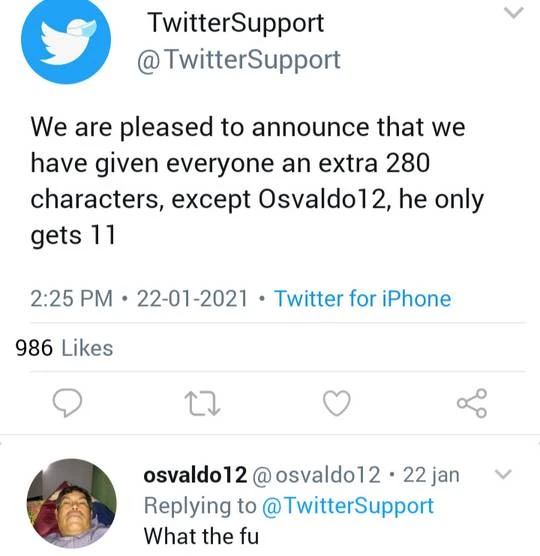 TwitterSupport
@TwitterSupport
We are pleased to announce that we
have given everyone an extra 280
characters, except Osvaldo12, he only
gets 11
2:25 PM • 22-01-2021 • Twitter for iPhone
986 Likes
osvaldo12 @osvaldo12 • 22 jan
Replying to @TwitterSupport
What the fu